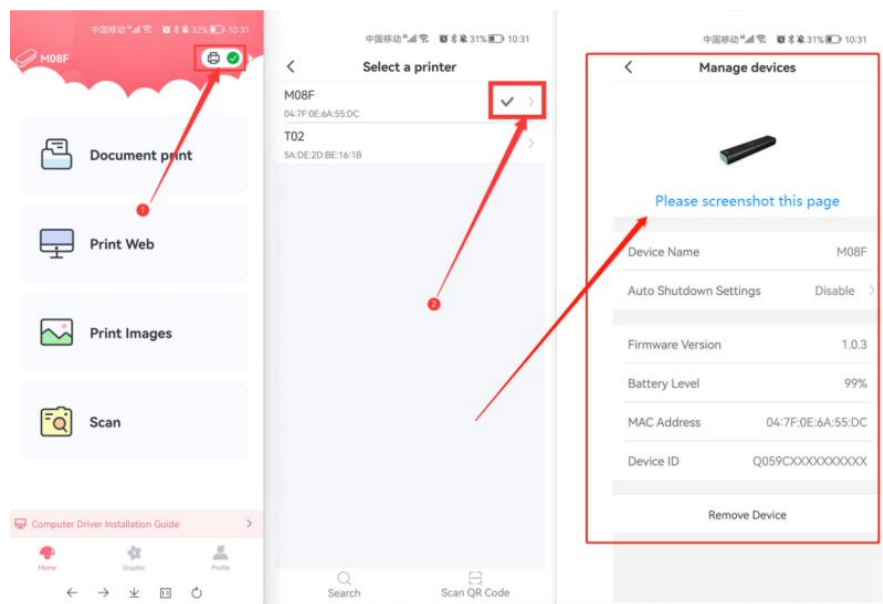 中国移动 32% 10:31
M08F
Document print
1
Print Web
Print Images
Scan
Computer Driver Installation Guide
Home Graphic Profile
中国移动 31% 10:31
Select a printer
M08F
04:7F:0E:6A:55:DC
T02
5A:DE:2D:BE:16:1B
2
Search Scan QR Code
中国移动 31% 10:31
Manage devices
Please screenshot this page
Device Name M08F
Auto Shutdown Settings Disable
Firmware Version 1.0.3
Battery Level 99%
MAC Address 04:7F:0E:6A:55:DC
Device ID Q059CXXXXXXXXXX
Remove Device